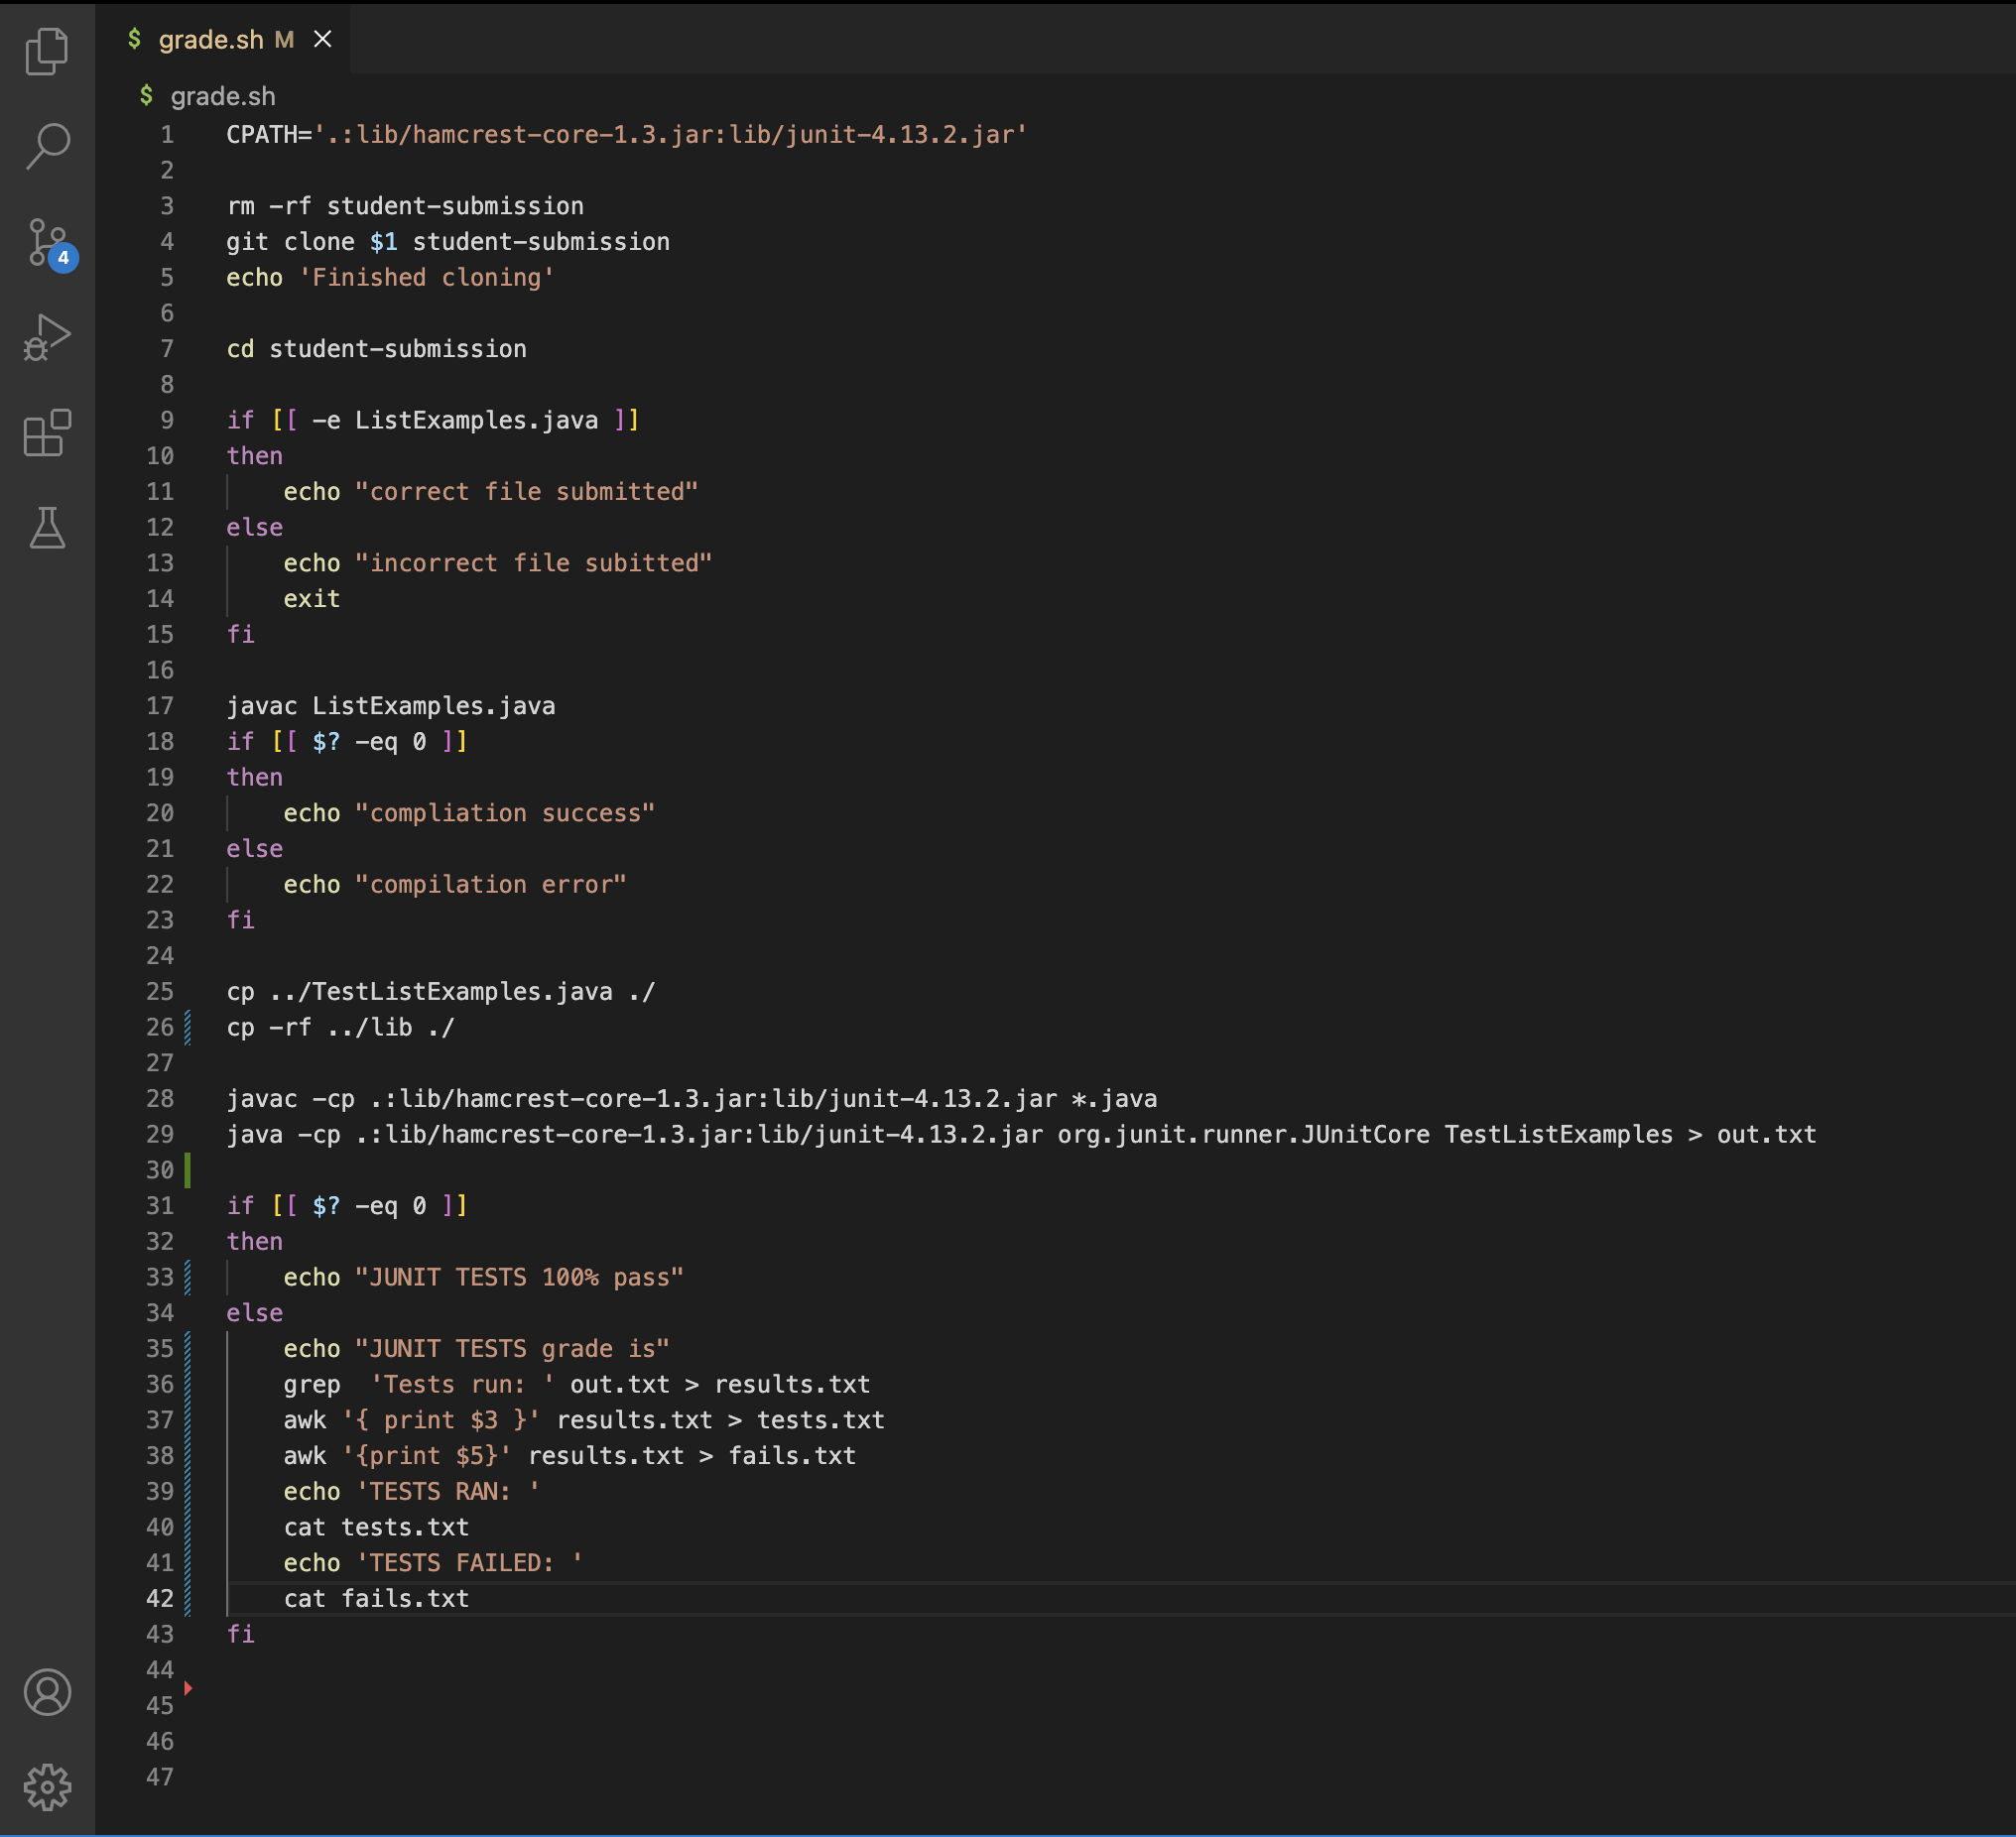 $ grade.sh M ×
$ grade.sh
4
1 CPATH='.:lib/hamcrest-core-1.3.jar:lib/junit-4.13.2.jar'
2
3 rm -rf student-submission
4 git clone $1 student-submission
5 echo 'Finished cloning'
6
7 cd student-submission
8
9 if [[ -e ListExamples.java ]]
10 then
11     echo "correct file submitted"
12 else
13     echo "incorrect file subitted"
14     exit
15 fi
16
17 javac ListExamples.java
18 if [[ $? -eq 0 ]]
19 then
20     echo "compliation success"
21 else
22     echo "compilation error"
23 fi
24
25 cp ../TestListExamples.java ./
26 cp -rf ../lib ./
27
28 javac -cp .:lib/hamcrest-core-1.3.jar:lib/junit-4.13.2.jar *.java
29 java -cp .:lib/hamcrest-core-1.3.jar:lib/junit-4.13.2.jar org.junit.runner.JUnitCore TestListExamples > out.txt
30
31 if [[ $? -eq 0 ]]
32 then
33     echo "JUNIT TESTS 100% pass"
34 else
35     echo "JUNIT TESTS grade is"
36     grep  'Tests run: ' out.txt > results.txt
37     awk '{ print $3 }' results.txt > tests.txt
38     awk '{print $5}' results.txt > fails.txt
39     echo 'TESTS RAN: '
40     cat tests.txt
41     echo 'TESTS FAILED: '
42     cat fails.txt
43 fi
44
45
46
47